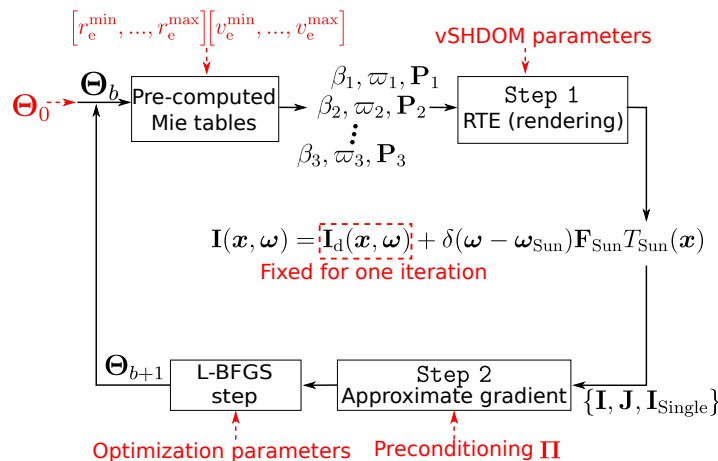 [r_e^min, ..., r_e^max][v_e^min, ..., v_e^max]
vSHDOM parameters
Θ_0
Θ_b
Pre-computed
Mie tables
β_1, ϖ_1, P_1
β_2, ϖ_2, P_2
⋮
β_3, ϖ_3, P_3
Step 1
RTE (rendering)
I(x, ω) = I_d(x, ω) + δ(ω − ω_Sun)F_Sun T_Sun(x)
Fixed for one iteration
Θ_{b+1}
L-BFGS
step
Step 2
Approximate gradient
{I, J, I_Single}
Optimization parameters
Preconditioning Π